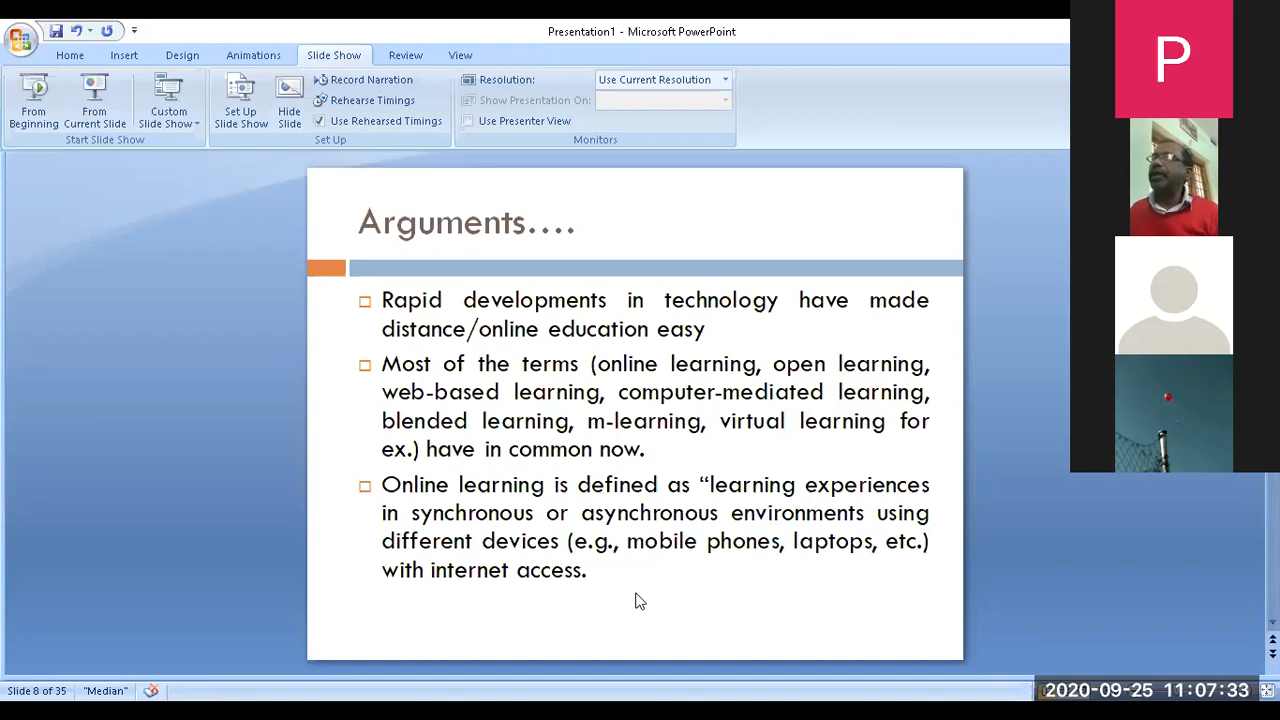 Presentation1 - Microsoft PowerPoint
Home Insert Design Animations Slide Show Review View
From Beginning
From Current Slide
Custom Slide Show
Set Up Slide Show
Hide Slide
Record Narration
Rehearse Timings
Use Rehearsed Timings
Resolution: Use Current Resolution
Show Presentation On:
Use Presenter View
Start Slide Show Set Up Monitors
P
Arguments....
Rapid developments in technology have made
distance/online education easy
Most of the terms (online learning, open learning,
web-based learning, computer-mediated learning,
blended learning, m-learning, virtual learning for
ex.) have in common now.
Online learning is defined as “learning experiences
in synchronous or asynchronous environments using
different devices (e.g., mobile phones, laptops, etc.)
with internet access.
Slide 8 of 35 "Median"
2020-09-25 11:07:33